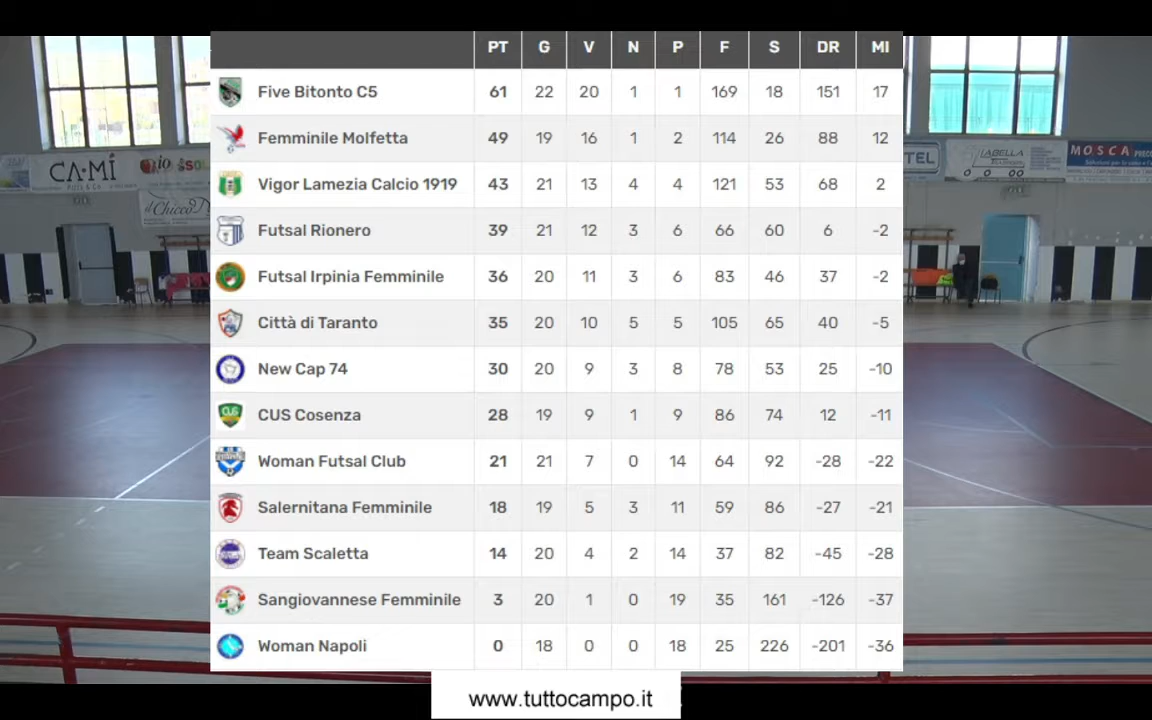 PT G V N P F S DR MI
Five Bitonto C5 61 22 20 1 1 169 18 151 17
Femminile Molfetta 49 19 16 1 2 114 26 88 12
Vigor Lamezia Calcio 1919 43 21 13 4 4 121 53 68 2
Futsal Rionero 39 21 12 3 6 66 60 6 -2
Futsal Irpinia Femminile 36 20 11 3 6 83 46 37 -2
Città di Taranto 35 20 10 5 5 105 65 40 -5
New Cap 74 30 20 9 3 8 78 53 25 -10
CUS Cosenza 28 19 9 1 9 86 74 12 -11
Woman Futsal Club 21 21 7 0 14 64 92 -28 -22
Salernitana Femminile 18 19 5 3 11 59 86 -27 -21
Team Scaletta 14 20 4 2 14 37 82 -45 -28
Sangiovannese Femminile 3 20 1 0 19 35 161 -126 -37
Woman Napoli 0 18 0 0 18 25 226 -201 -36
www.tuttocampo.it
CA·MI
d'Chicco
TEL
LABELLA
MOSCA